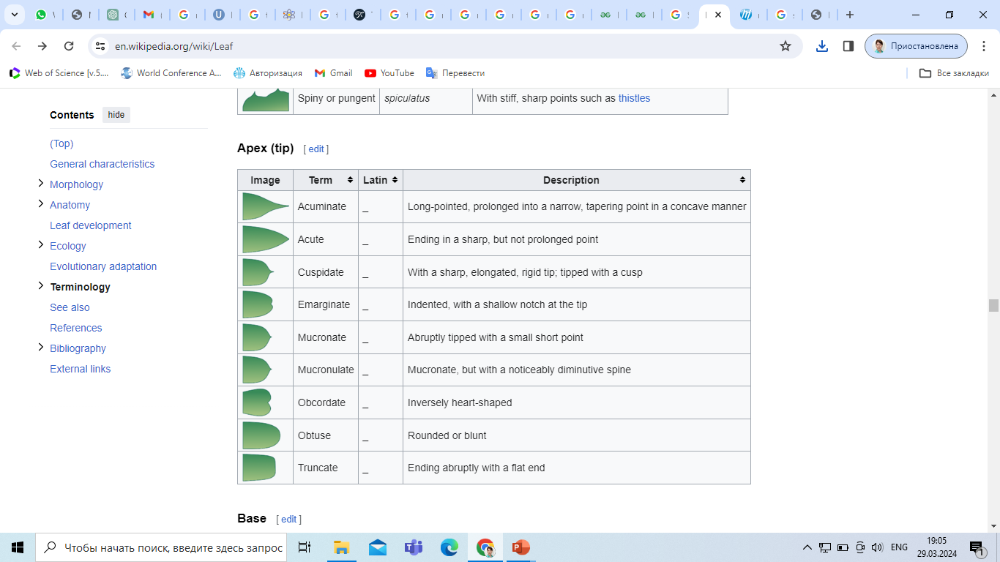 en.wikipedia.org/wiki/Leaf
Приостановлена
Web of Science [v.5....
World Conference A...
Авторизация
Gmail
YouTube
Перевести
Все закладки
Contents
hide
(Top)
General characteristics
Morphology
Anatomy
Leaf development
Ecology
Evolutionary adaptation
Terminology
See also
References
Bibliography
External links
Spiny or pungent spiculatus With stiff, sharp points such as thistles
Apex (tip) [ edit ]
Image Term Latin Description
Acuminate _ Long-pointed, prolonged into a narrow, tapering point in a concave manner
Acute _ Ending in a sharp, but not prolonged point
Cuspidate _ With a sharp, elongated, rigid tip; tipped with a cusp
Emarginate _ Indented, with a shallow notch at the tip
Mucronate _ Abruptly tipped with a small short point
Mucronulate _ Mucronate, but with a noticeably diminutive spine
Obcordate _ Inversely heart-shaped
Obtuse _ Rounded or blunt
Truncate _ Ending abruptly with a flat end
Base [ edit ]
Чтобы начать поиск, введите здесь запрос
ENG
19:05
29.03.2024
1